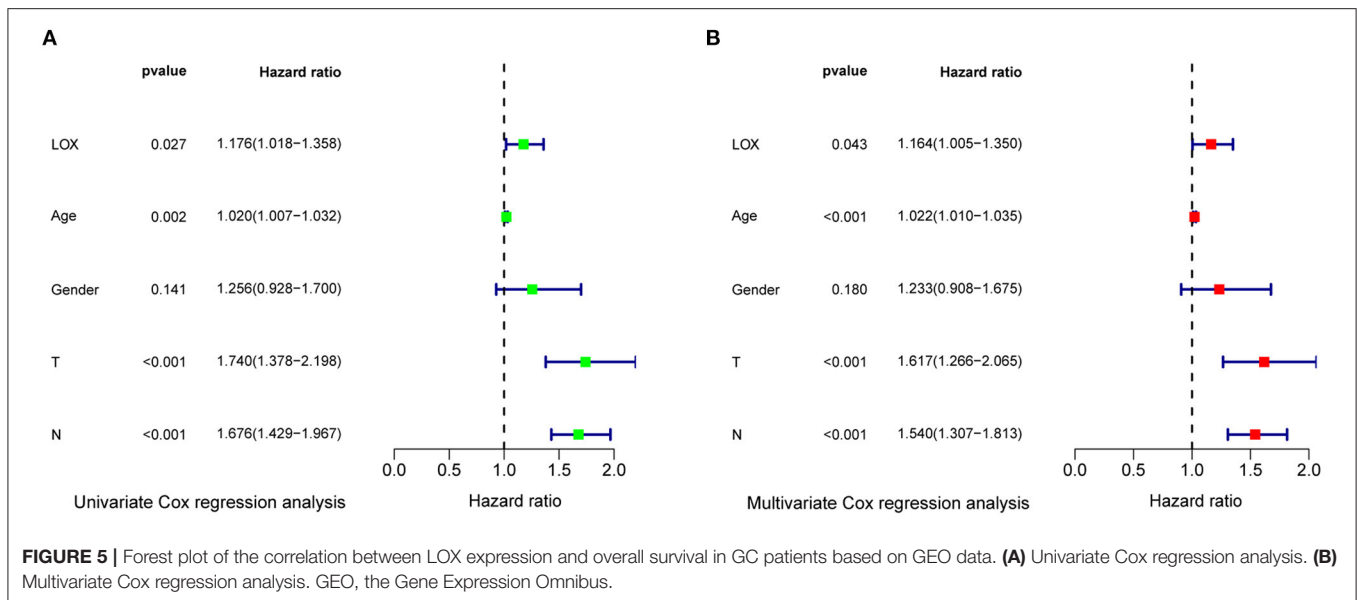 A
pvalue Hazard ratio
LOX 0.027 1.176(1.018−1.358)
Age 0.002 1.020(1.007−1.032)
Gender 0.141 1.256(0.928−1.700)
T <0.001 1.740(1.378−2.198)
N <0.001 1.676(1.429−1.967)
0.0 0.5 1.0 1.5 2.0
Univariate Cox regression analysis Hazard ratio
B
pvalue Hazard ratio
LOX 0.043 1.164(1.005−1.350)
Age <0.001 1.022(1.010−1.035)
Gender 0.180 1.233(0.908−1.675)
T <0.001 1.617(1.266−2.065)
N <0.001 1.540(1.307−1.813)
0.0 0.5 1.0 1.5 2.0
Multivariate Cox regression analysis Hazard ratio
FIGURE 5 | Forest plot of the correlation between LOX expression and overall survival in GC patients based on GEO data. (A) Univariate Cox regression analysis. (B)
Multivariate Cox regression analysis. GEO, the Gene Expression Omnibus.